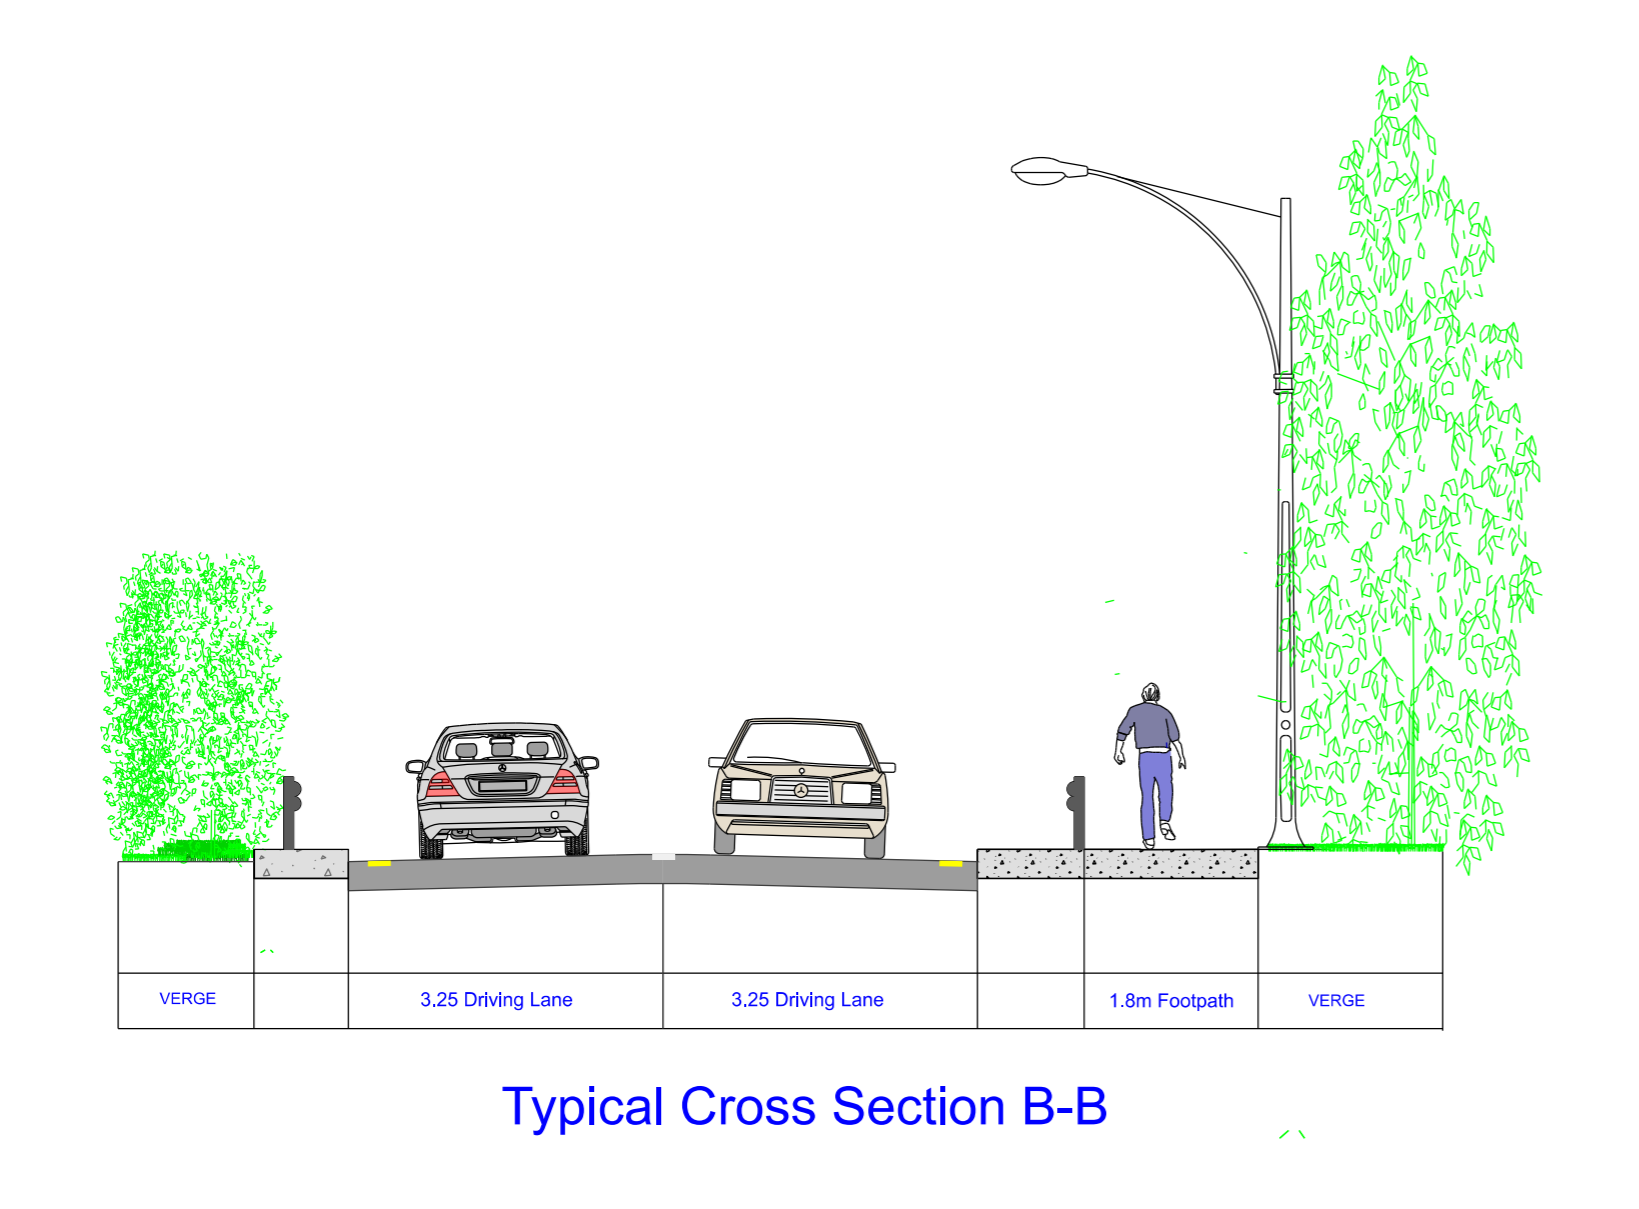 VERGE
3.25 Driving Lane
3.25 Driving Lane
1.8m Footpath
VERGE
Typical Cross Section B-B